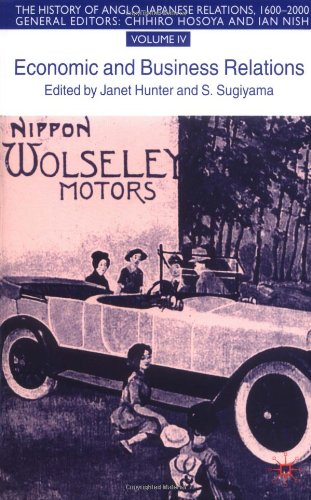 THE HISTORY OF ANGLO-JAPANESE RELATIONS, 1600–2000
GENERAL EDITORS: CHIHIRO HOSOYA AND IAN NISH
VOLUME IV
Economic and Business Relations
Edited by Janet Hunter and S. Sugiyama
NIPPON
WOLSELEY
MOTORS